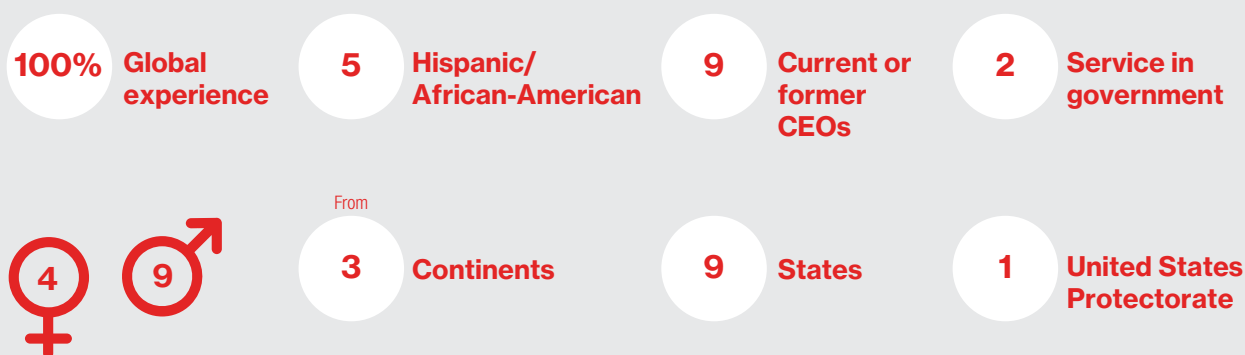 100%
Global
experience
5
Hispanic/
African-American
9
Current or
former
CEOs
2
Service in
government
4
9
From
3
Continents
9
States
1
United States
Protectorate